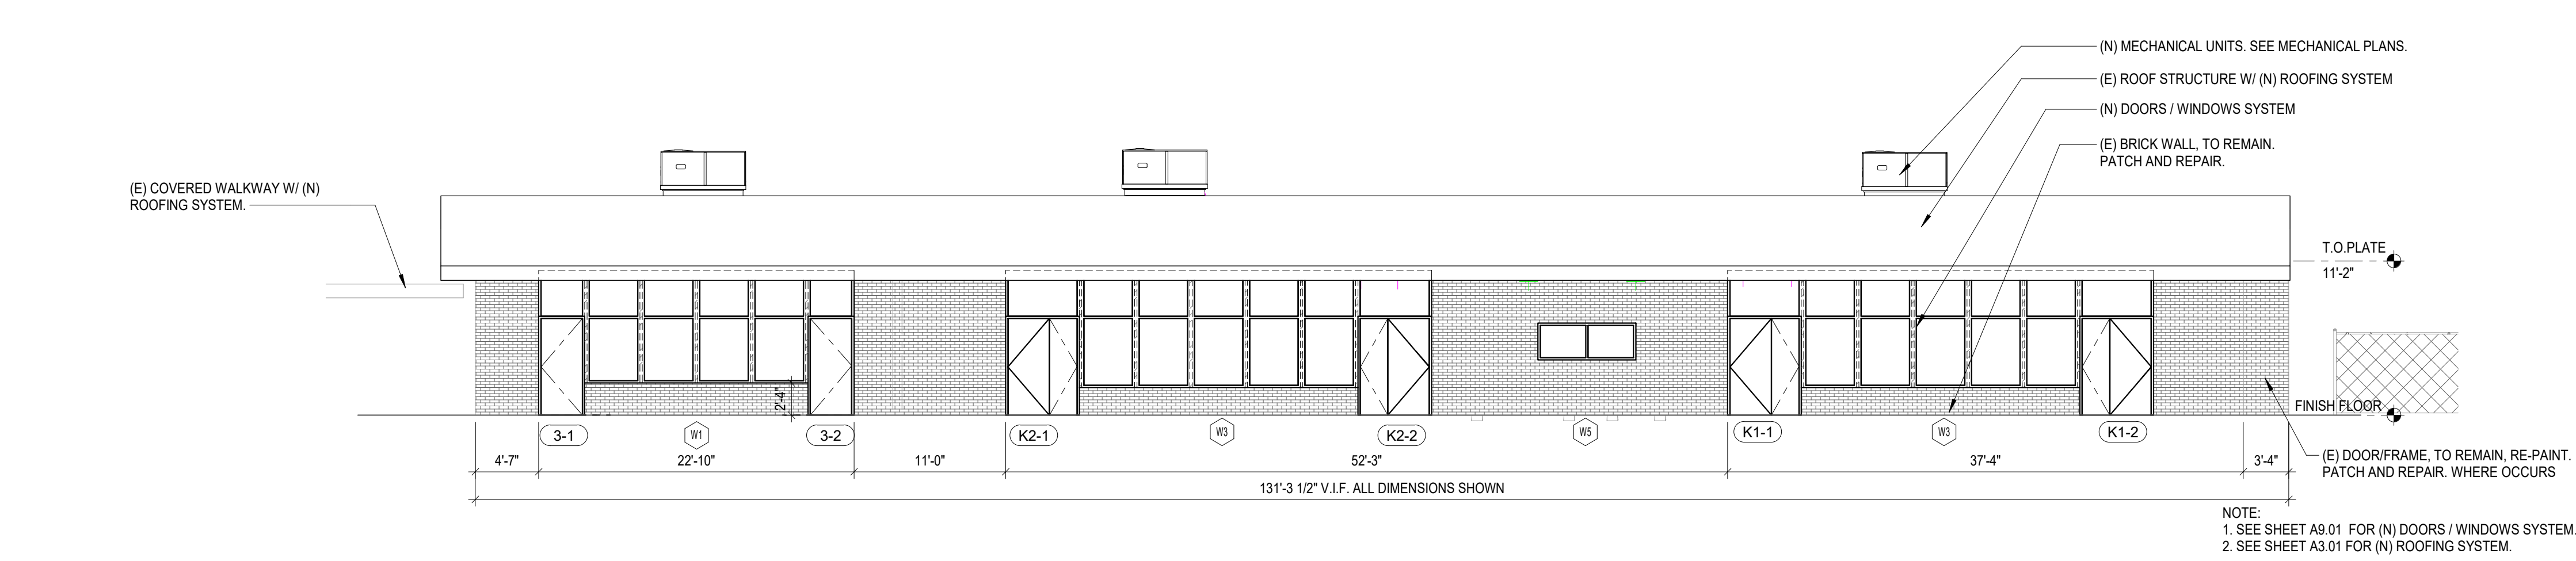 (N) MECHANICAL UNITS. SEE MECHANICAL PLANS.
(E) ROOF STRUCTURE W/ (N) ROOFING SYSTEM
(N) DOORS / WINDOWS SYSTEM
(E) BRICK WALL, TO REMAIN.
PATCH AND REPAIR.
(E) COVERED WALKWAY W/ (N)
ROOFING SYSTEM.
T.O.PLATE
11'-2"
2'-4"
FINISH FLOOR
3-1
W1
3-2
K2-1
W3
K2-2
W5
K1-1
W3
K1-2
4'-7"
22'-10"
11'-0"
52'-3"
37'-4"
3'-4"
(E) DOOR/FRAME, TO REMAIN, RE-PAINT.
PATCH AND REPAIR. WHERE OCCURS
131'-3 1/2" V.I.F. ALL DIMENSIONS SHOWN
NOTE:
1. SEE SHEET A9.01 FOR (N) DOORS / WINDOWS SYSTEM.
2. SEE SHEET A3.01 FOR (N) ROOFING SYSTEM.